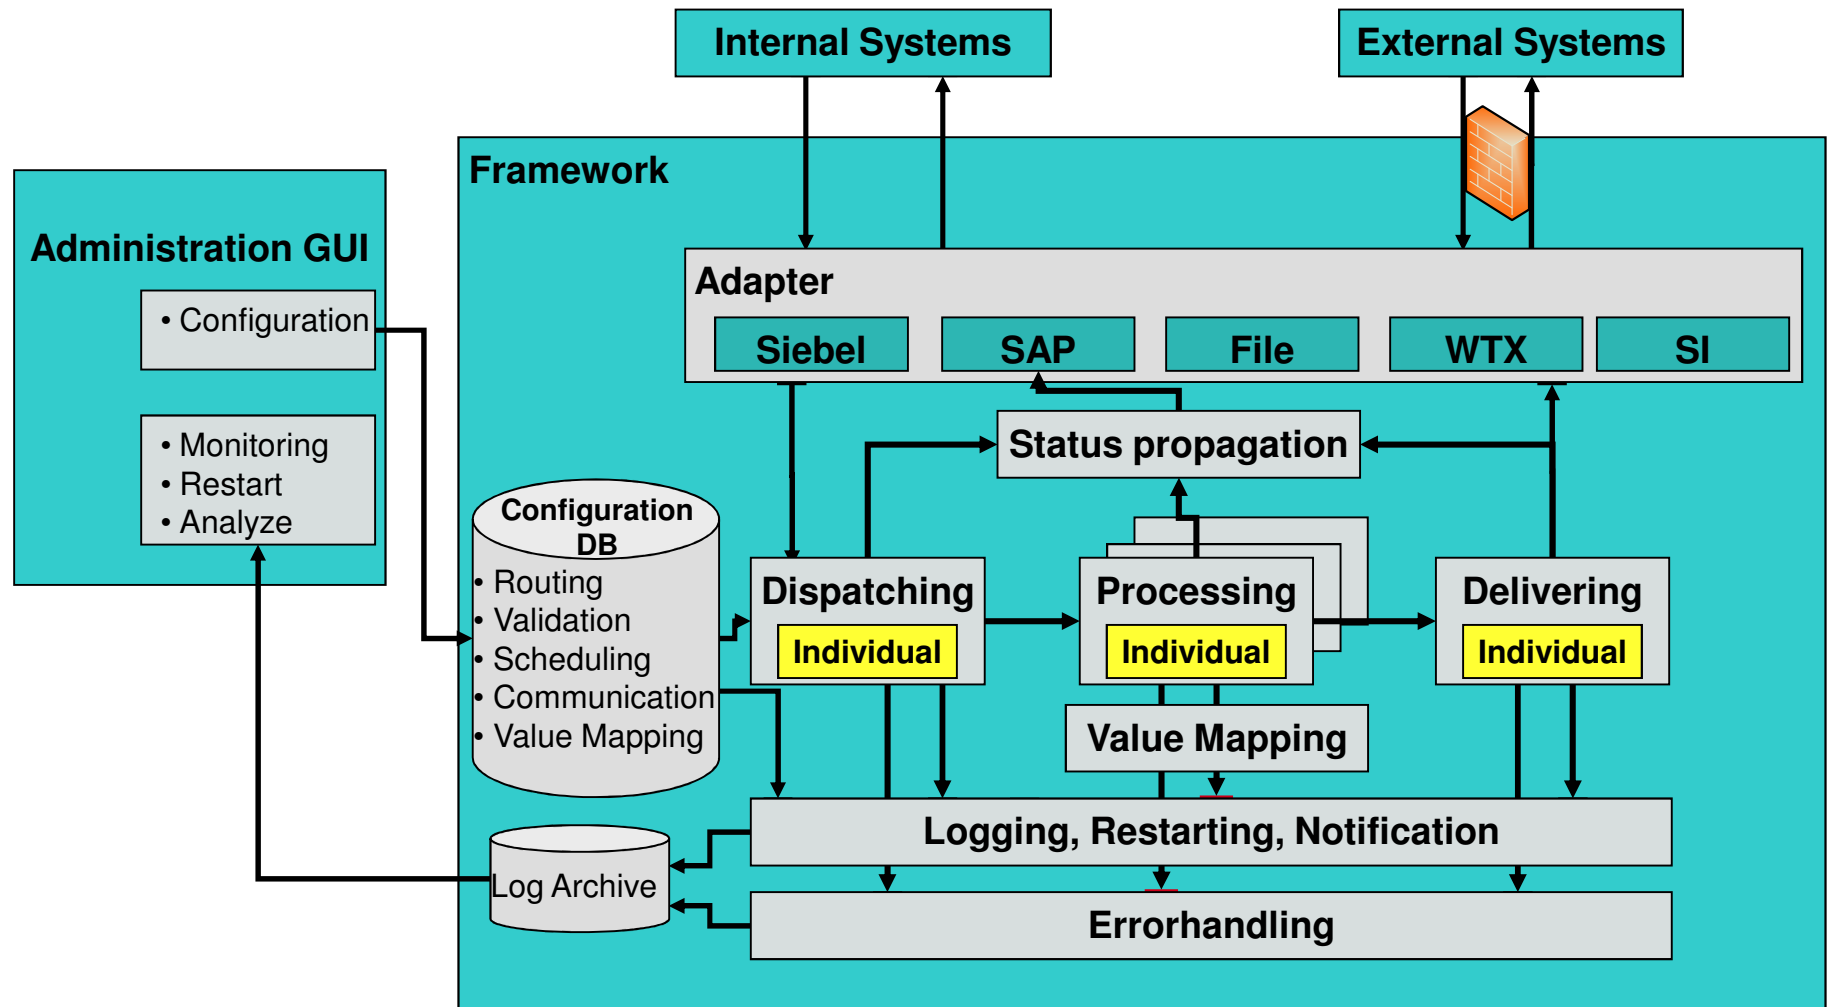 Internal Systems
External Systems
Framework
Administration GUI
• Configuration
• Monitoring
• Restart
• Analyze
Adapter
Siebel
SAP
File
WTX
SI
Status propagation
Configuration
DB
• Routing
• Validation
• Scheduling
• Communication
• Value Mapping
Dispatching
Individual
Processing
Individual
Delivering
Individual
Value Mapping
Logging, Restarting, Notification
Log Archive
Errorhandling